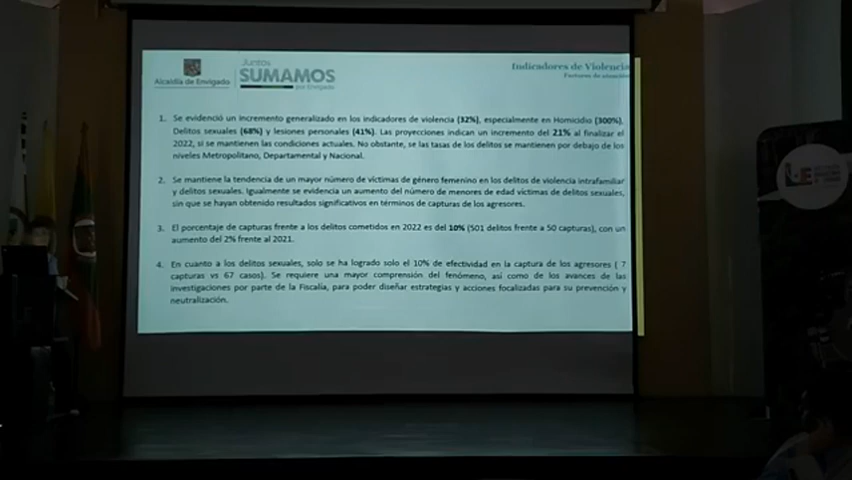 Alcaldía de Envigado
Juntos
SUMAMOS
por Envigado
Indicadores de Violencia
Factores de atención
1. Se evidenció un incremento generalizado en los indicadores de violencia (32%), especialmente en Homicidio (300%),
Delitos sexuales (68%) y lesiones personales (41%). Las proyecciones indican un incremento del 21% al finalizar el
2022, si se mantienen las condiciones actuales. No obstante, se las tasas de los delitos se mantienen por debajo de los
niveles Metropolitano, Departamental y Nacional.
2. Se mantiene la tendencia de un mayor número de víctimas de género femenino en los delitos de violencia intrafamiliar
y delitos sexuales. Igualmente se evidencia un aumento del número de menores de edad víctimas de delitos sexuales,
sin que se hayan obtenido resultados significativos en términos de capturas de los agresores.
3. El porcentaje de capturas frente a los delitos cometidos en 2022 es del 10% (501 delitos frente a 50 capturas), con un
aumento del 2% frente al 2021.
4. En cuanto a los delitos sexuales, solo se ha logrado solo el 10% de efectividad en la captura de los agresores ( 7
capturas vs 67 casos). Se requiere una mayor comprensión del fenómeno, así como de los avances de las
investigaciones por parte de la Fiscalía, para poder diseñar estrategias y acciones focalizadas para su prevención y
neutralización.